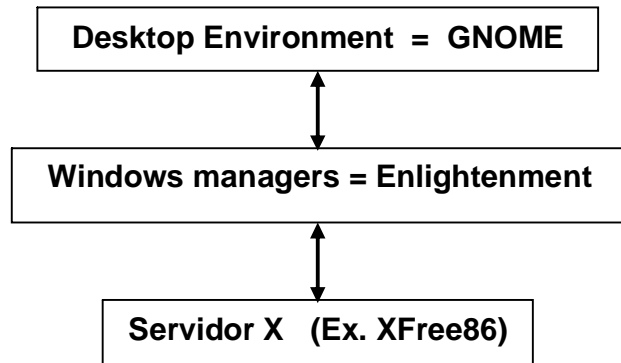 Desktop Environment = GNOME
Windows managers = Enlightenment
Servidor X (Ex. XFree86)